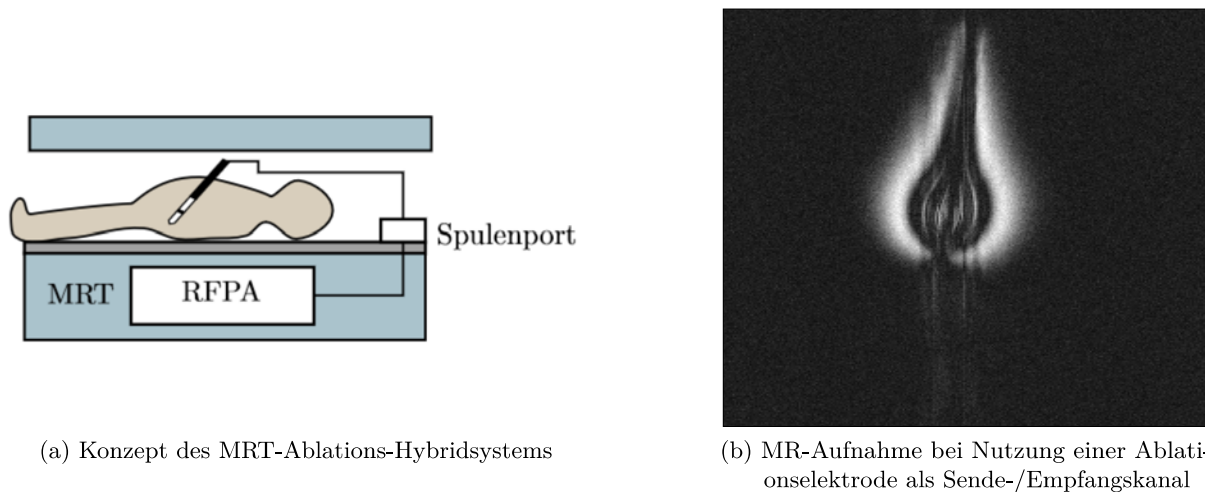 Spulenport
MRT
RFPA
(a) Konzept des MRT-Ablations-Hybridsystems
(b) MR-Aufnahme bei Nutzung einer Ablati-
onselektrode als Sende-/Empfangskanal